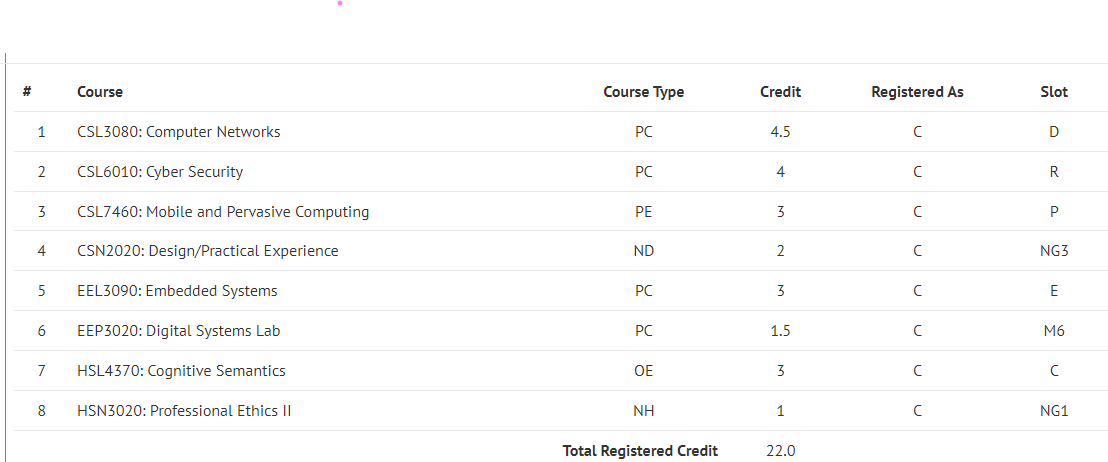 # Course Course Type Credit Registered As Slot
1 CSL3080: Computer Networks PC 4.5 C D
2 CSL6010: Cyber Security PC 4 C R
3 CSL7460: Mobile and Pervasive Computing PE 3 C P
4 CSN2020: Design/Practical Experience ND 2 C NG3
5 EEL3090: Embedded Systems PC 3 C E
6 EEP3020: Digital Systems Lab PC 1.5 C M6
7 HSL4370: Cognitive Semantics OE 3 C C
8 HSN3020: Professional Ethics II NH 1 C NG1
Total Registered Credit 22.0